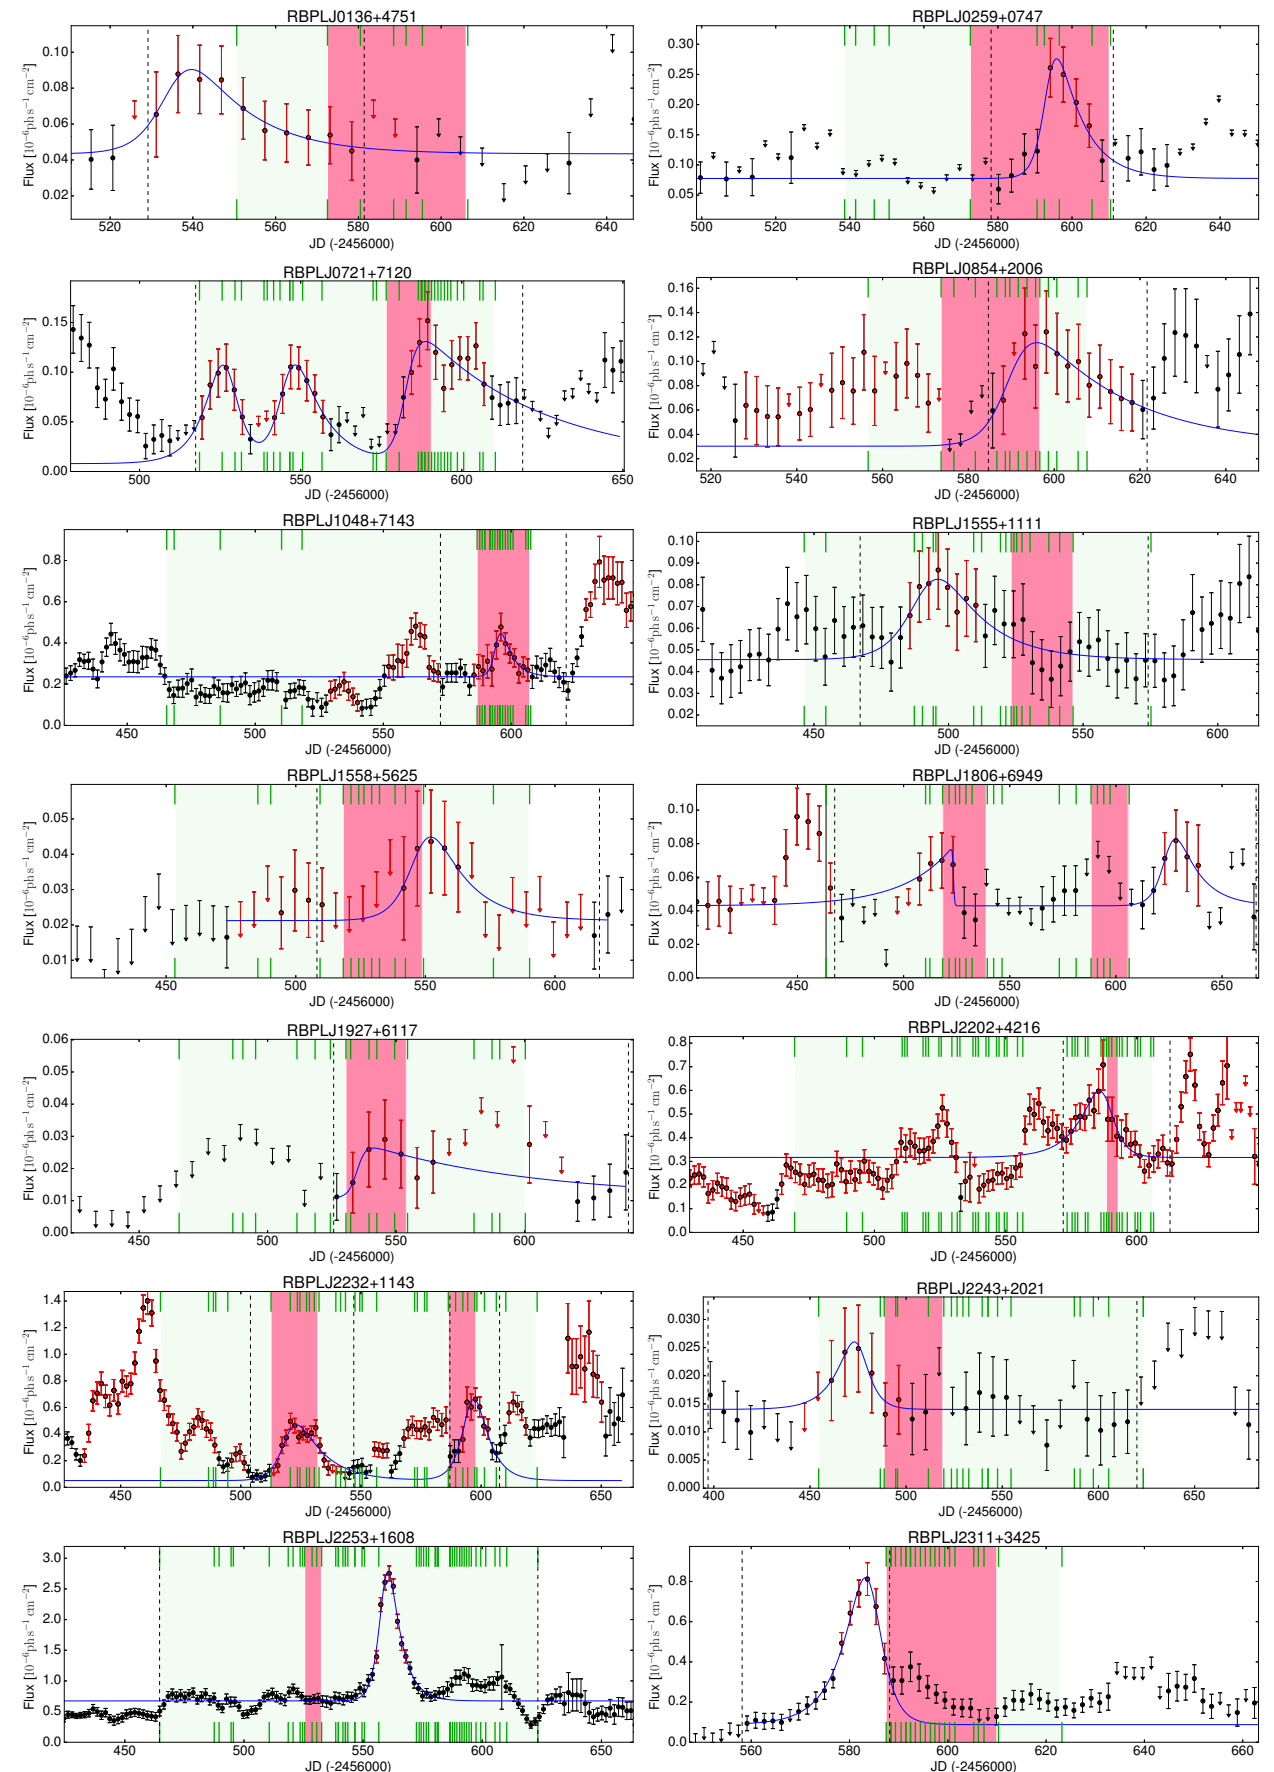 RBPLJ0136+4751
Flux [10⁻⁶ph s⁻¹ cm⁻²]
0.10
0.08
0.06
0.04
0.02
520 540 560 580 600 620 640
JD (-2456000)
RBPLJ0259+0747
Flux [10⁻⁶ph s⁻¹ cm⁻²]
0.30
0.25
0.20
0.15
0.10
0.05
500 520 540 560 580 600 620 640
JD (-2456000)
RBPLJ0721+7120
Flux [10⁻⁶ph s⁻¹ cm⁻²]
0.15
0.10
0.05
0.00
500 550 600 650
JD (-2456000)
RBPLJ0854+2006
Flux [10⁻⁶ph s⁻¹ cm⁻²]
0.16
0.14
0.12
0.10
0.08
0.06
0.04
0.02
520 540 560 580 600 620 640
JD (-2456000)
RBPLJ1048+7143
Flux [10⁻⁶ph s⁻¹ cm⁻²]
0.8
0.6
0.4
0.2
0.0
450 500 550 600
JD (-2456000)
RBPLJ1555+1111
Flux [10⁻⁶ph s⁻¹ cm⁻²]
0.10
0.09
0.08
0.07
0.06
0.05
0.04
0.03
0.02
450 500 550 600
JD (-2456000)
RBPLJ1558+5625
Flux [10⁻⁶ph s⁻¹ cm⁻²]
0.05
0.04
0.03
0.02
0.01
450 500 550 600
JD (-2456000)
RBPLJ1806+6949
Flux [10⁻⁶ph s⁻¹ cm⁻²]
0.10
0.08
0.06
0.04
0.02
0.00
450 500 550 600 650
JD (-2456000)
RBPLJ1927+6117
Flux [10⁻⁶ph s⁻¹ cm⁻²]
0.06
0.05
0.04
0.03
0.02
0.01
0.00
450 500 550 600
JD (-2456000)
RBPLJ2202+4216
Flux [10⁻⁶ph s⁻¹ cm⁻²]
0.8
0.7
0.6
0.5
0.4
0.3
0.2
0.1
0.0
450 500 550 600
JD (-2456000)
RBPLJ2232+1143
Flux [10⁻⁶ph s⁻¹ cm⁻²]
1.4
1.2
1.0
0.8
0.6
0.4
0.2
0.0
450 500 550 600 650
JD (-2456000)
RBPLJ2243+2021
Flux [10⁻⁶ph s⁻¹ cm⁻²]
0.030
0.025
0.020
0.015
0.010
0.005
0.000
400 450 500 550 600 650
JD (-2456000)
RBPLJ2253+1608
Flux [10⁻⁶ph s⁻¹ cm⁻²]
3.0
2.5
2.0
1.5
1.0
0.5
0.0
450 500 550 600 650
JD (-2456000)
RBPLJ2311+3425
Flux [10⁻⁶ph s⁻¹ cm⁻²]
0.8
0.6
0.4
0.2
0.0
560 580 600 620 640 660
JD (-2456000)